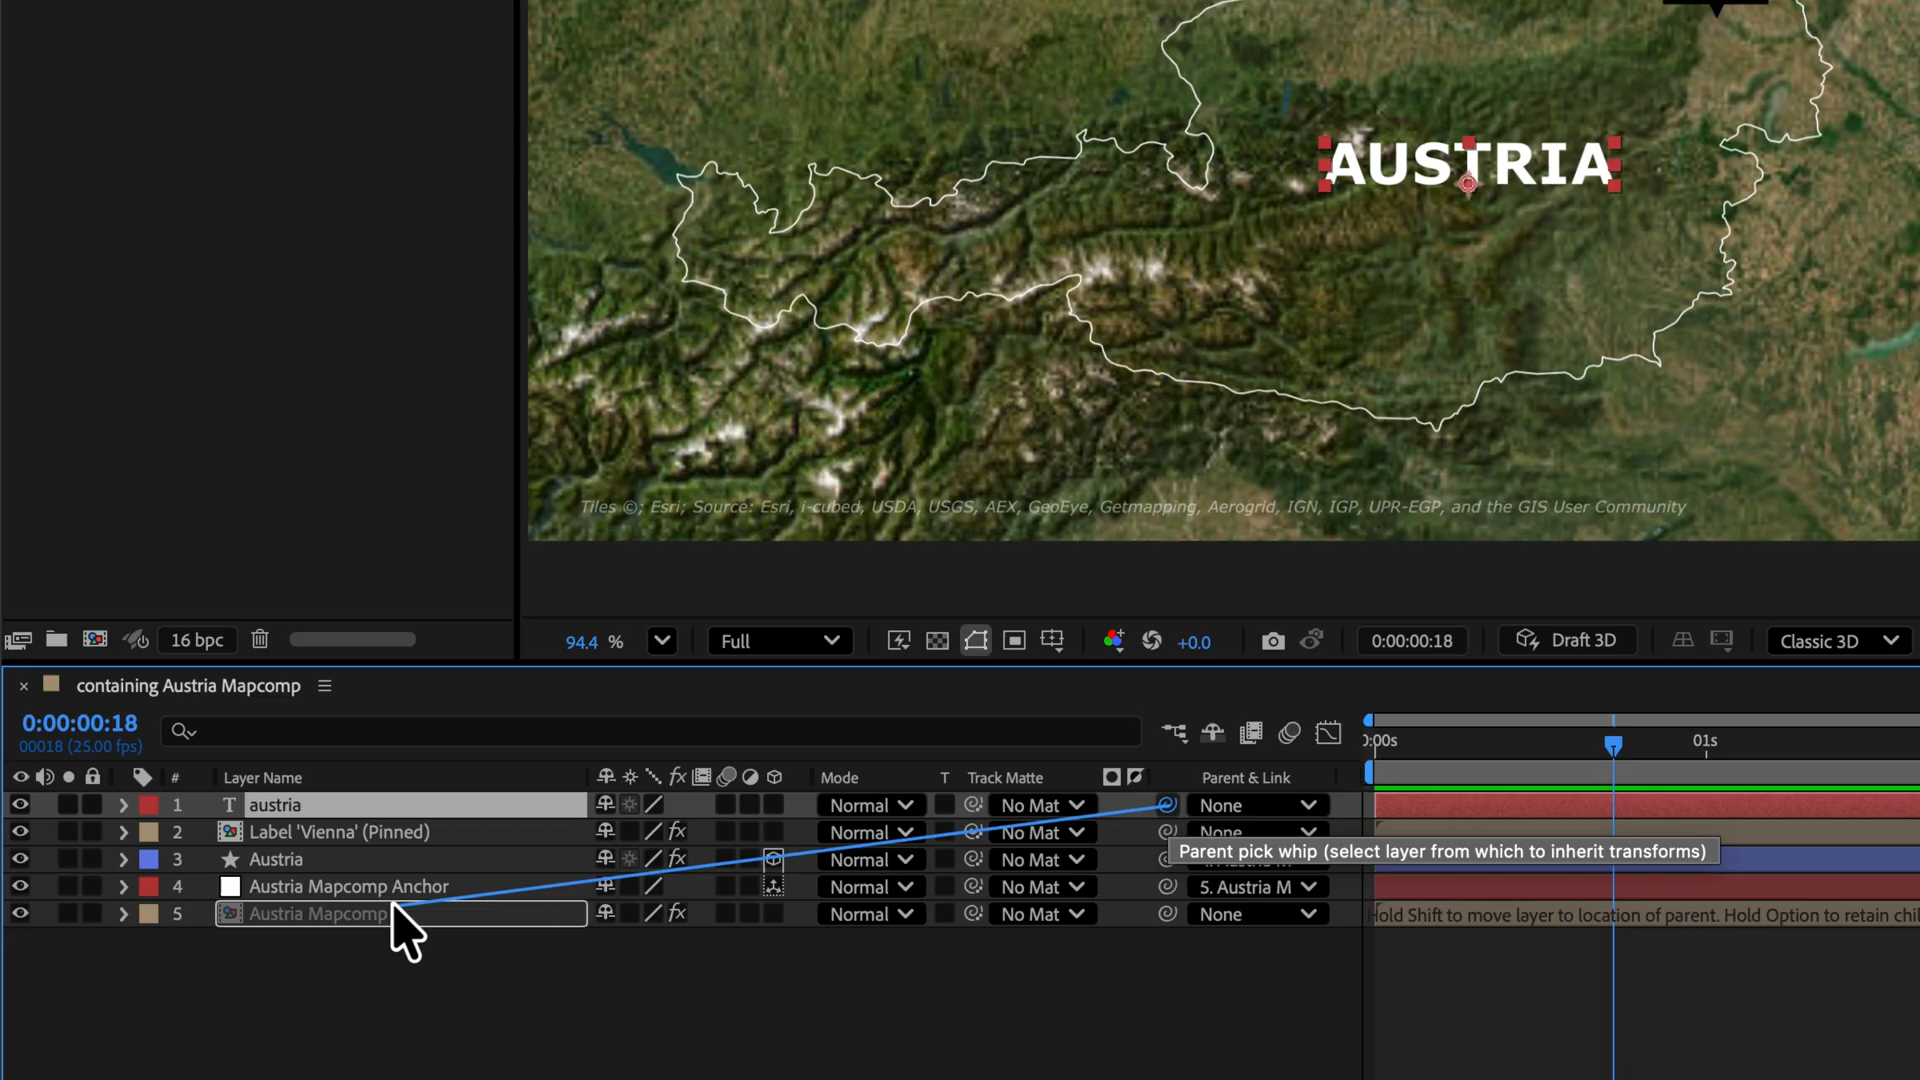 AUSTRIA
Tiles ©; Esri; Source: Esri, i-cubed, USDA, USGS, AEX, GeoEye, Getmapping, Aerogrid, IGN, IGP, UPR-EGP, and the GIS User Community
16 bpc
94.4 %
Full
+0.0
0:00:00:18
Draft 3D
Classic 3D
containing Austria Mapcomp
0:00:00:18
00018 (25.00 fps)
0:00s
01s
# Layer Name
fx
Mode
T
Track Matte
Parent & Link
1 T austria Normal No Mat None
2 Label 'Vienna' (Pinned) fx Normal No Mat None
3 Austria fx Normal No Mat
Parent pick whip (select layer from which to inherit transforms)
4 Austria Mapcomp Anchor Normal No Mat 5. Austria M
5 Austria Mapcomp fx Normal No Mat None
Hold Shift to move layer to location of parent. Hold Option to retain